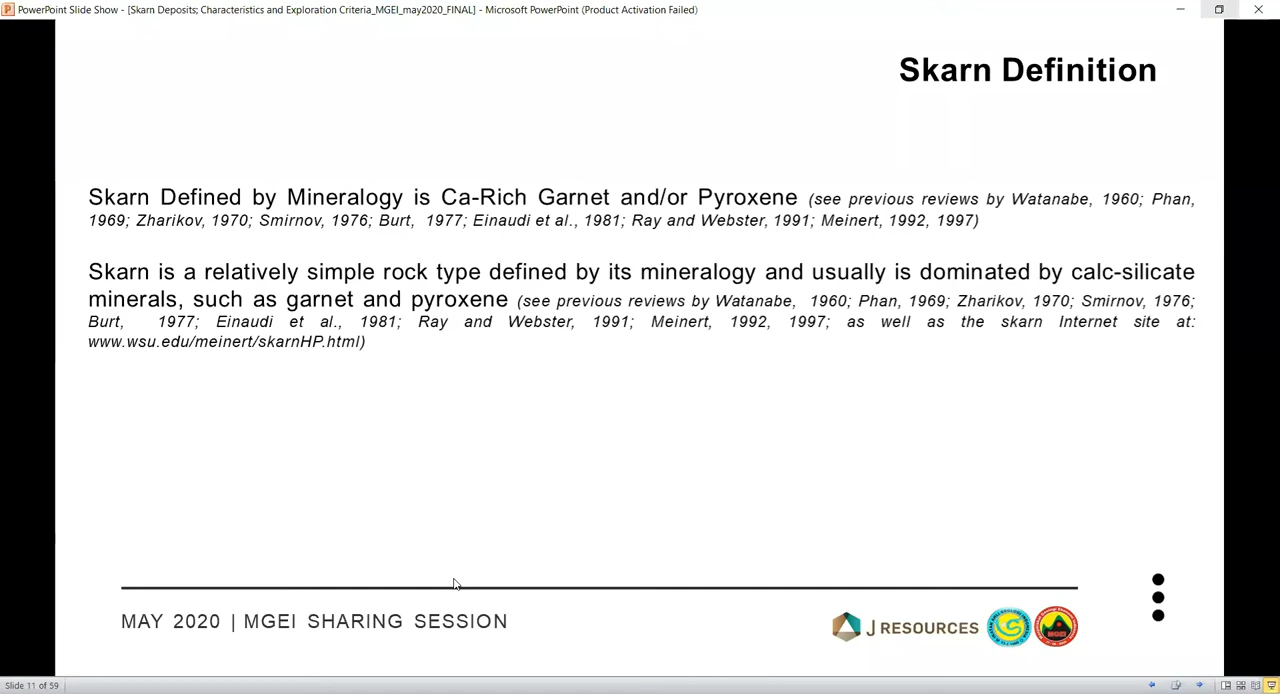 PowerPoint Slide Show - [Skarn Deposits; Characteristics and Exploration Criteria_MGEI_may2020_FINAL] - Microsoft PowerPoint (Product Activation Failed)
Skarn Definition
Skarn Defined by Mineralogy is Ca-Rich Garnet and/or Pyroxene (see previous reviews by Watanabe, 1960; Phan,
1969; Zharikov, 1970; Smirnov, 1976; Burt, 1977; Einaudi et al., 1981; Ray and Webster, 1991; Meinert, 1992, 1997)
Skarn is a relatively simple rock type defined by its mineralogy and usually is dominated by calc-silicate
minerals, such as garnet and pyroxene (see previous reviews by Watanabe, 1960; Phan, 1969; Zharikov, 1970; Smirnov, 1976;
Burt, 1977; Einaudi et al., 1981; Ray and Webster, 1991; Meinert, 1992, 1997; as well as the skarn Internet site at:
www.wsu.edu/meinert/skarnHP.html)
MAY 2020 | MGEI SHARING SESSION
J RESOURCES
MGEI
Slide 11 of 59